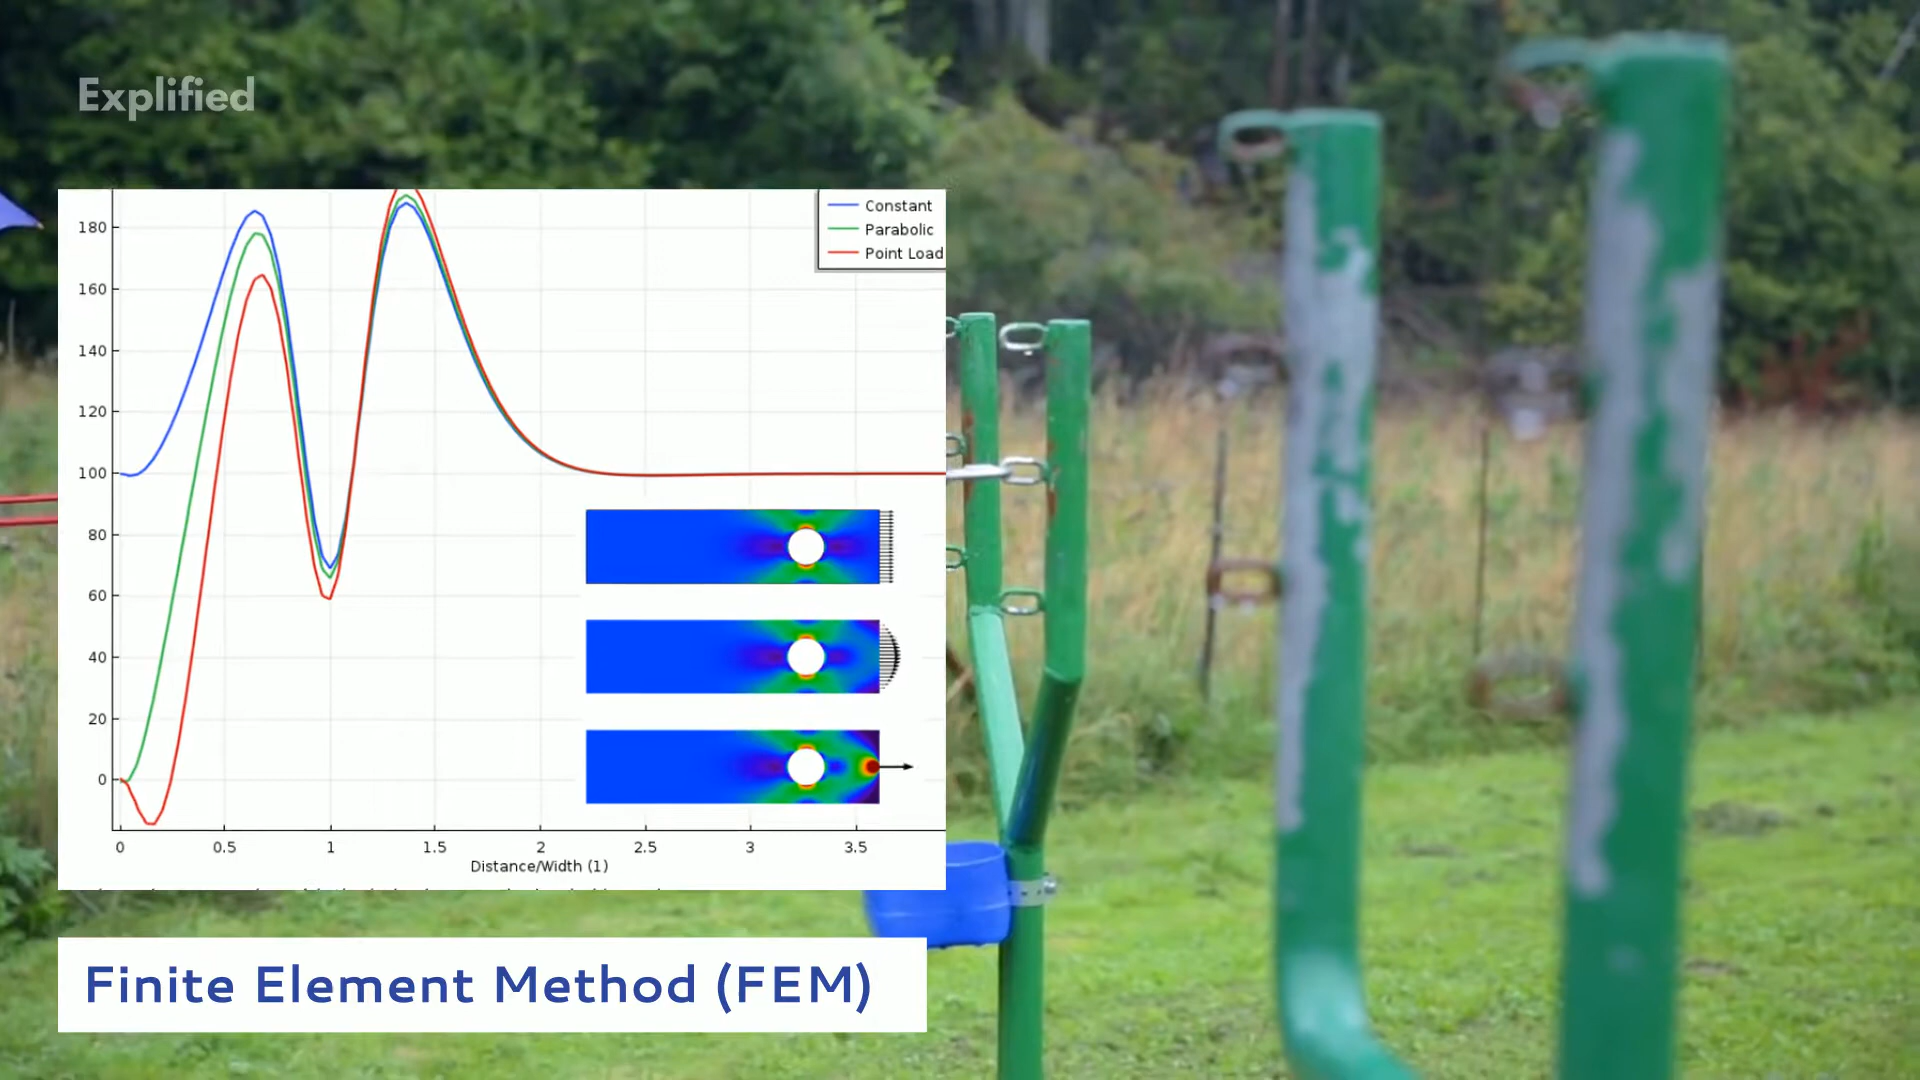 Explified
Constant
Parabolic
Point Load
180
160
140
120
100
80
60
40
20
0
0 0.5 1 1.5 2 2.5 3 3.5
Distance/Width (1)
Finite Element Method (FEM)